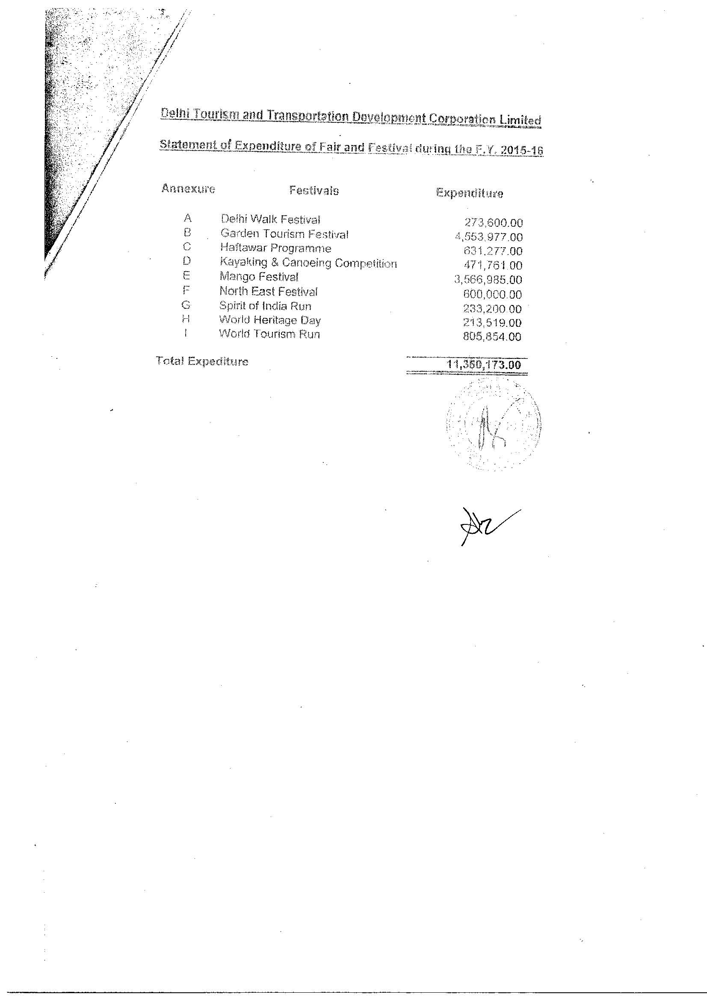 Delhi Tourism and Transportation Development Corporation Limited
Statement of Expenditure of Fair and Festival during the F.Y. 2015-16
Annexure Festivals Expenditure
A Delhi Walk Festival 273,600.00
B Garden Tourism Festival 4,553,977.00
C Haftawar Programme 631,277.00
D Kayaking & Canoeing Competition 471,761.00
E Mango Festival 3,566,985.00
F North East Festival 600,000.00
G Spirit of India Run 233,200.00
H World Heritage Day 213,519.00
I World Tourism Run 805,854.00
Total Expediture 11,350,173.00